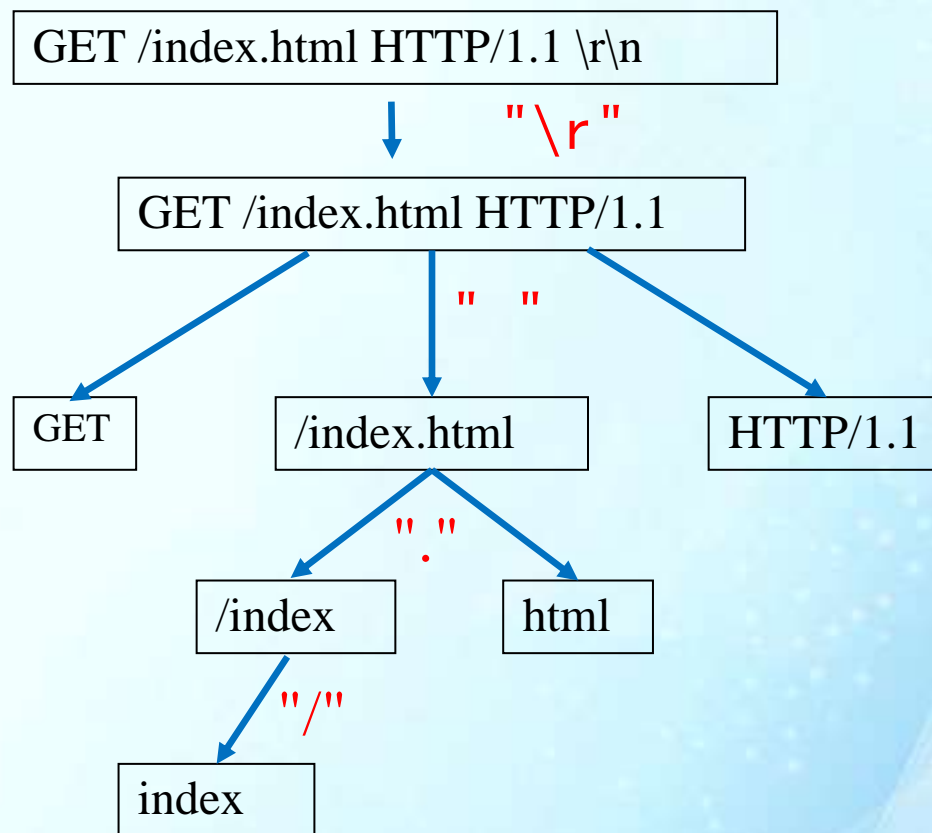 GET /index.html HTTP/1.1 \r\n
"\r"
GET /index.html HTTP/1.1
" "
GET
/index.html
HTTP/1.1
"."
/index
html
"/"
index